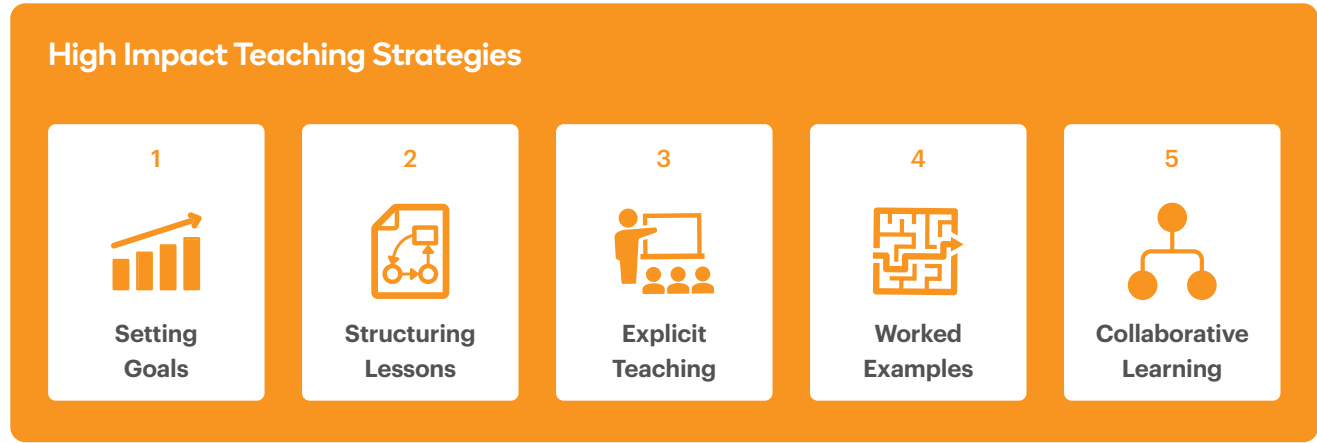 High Impact Teaching Strategies
1
Setting
Goals
2
Structuring
Lessons
3
Explicit
Teaching
4
Worked
Examples
5
Collaborative
Learning